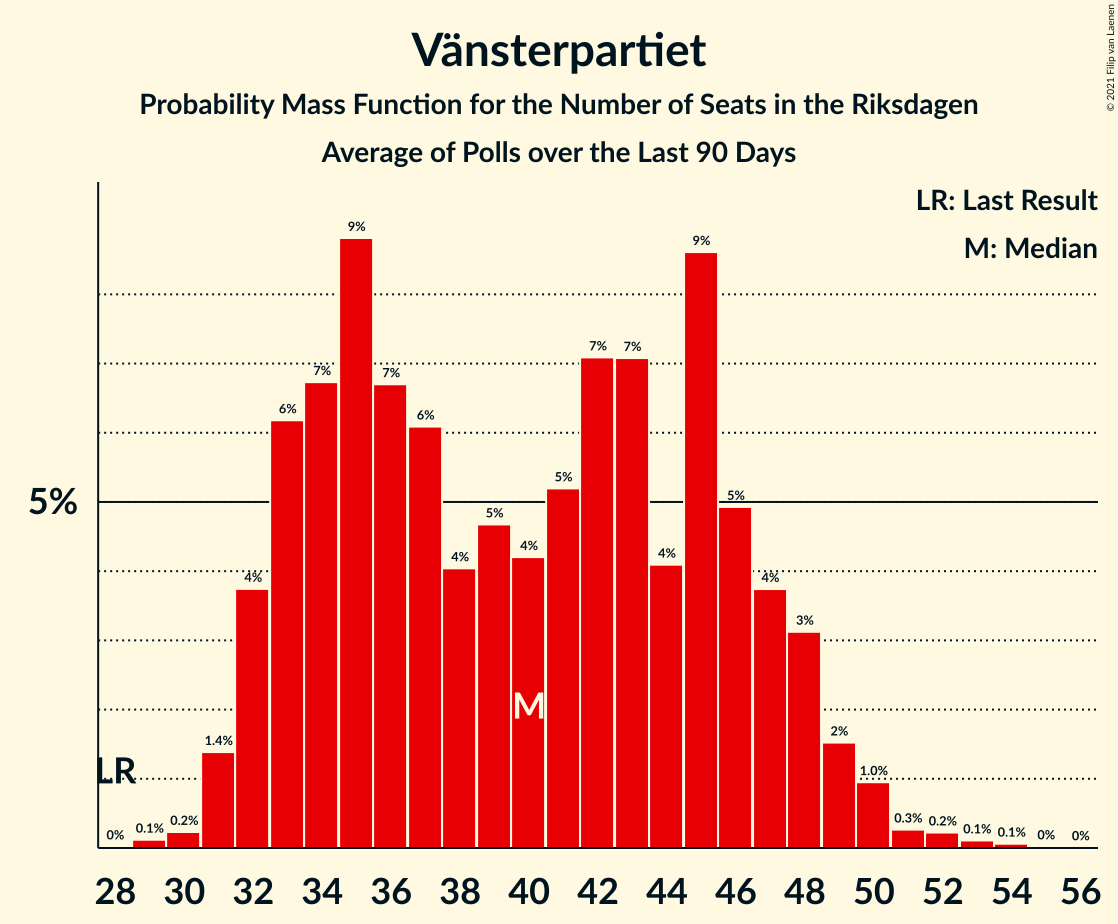 Vänsterpartiet
Probability Mass Function for the Number of Seats in the Riksdagen
Average of Polls over the Last 90 Days
© 2021 Filip van Laenen
LR: Last Result
M: Median
5%
0% 0.1% 0.2% 1.4% 4% 6% 7% 9% 7% 6% 4% 5% 4% 5% 7% 7% 4% 9% 5% 4% 3% 2% 1.0% 0.3% 0.2% 0.1% 0.1% 0% 0%
M
LR
28 30 32 34 36 38 40 42 44 46 48 50 52 54 56